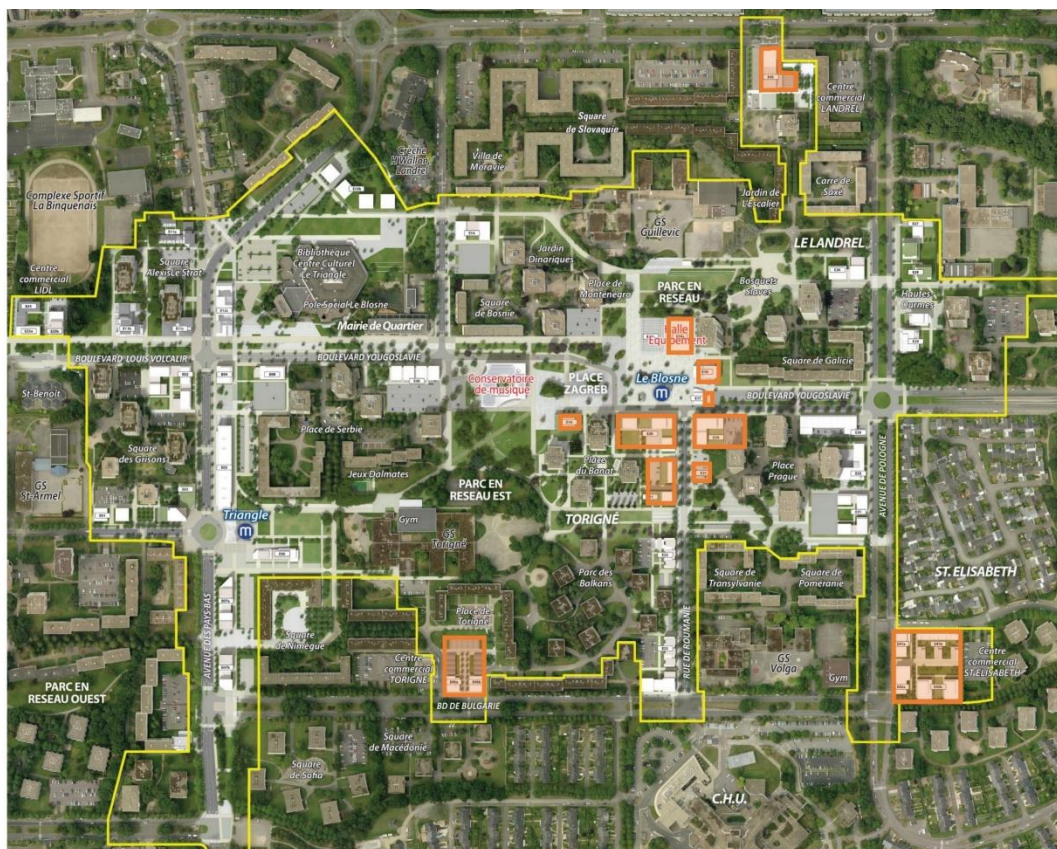 Complexe Sportif
La Binquenais
Crèche
H Wallon
Londre
Villa de
Moravie
Square
de Slovaquie
Centre
commercial
LANDREL
Carré de
Saxe
Jardin de
L'Escalier
GS
Guillevic
LE LANDREL
Centre
commercial
LIDL
Square
Alexis Le Strat
Bibliothèque
Centre Culturel
Le Triangle
Pole Social Le Blosne
Mairie de Quartier
Jardin
Dinariques
Square
de Bosnie
Place de
Montenegro
PARC EN
RESEAU
Bosquets
Slaves
Hautes-
Ourmes
Salle
Equipement
Square de Galicie
BOULEVARD LOUIS VOLCLAIR
BOULEVARD YOUGOSLAVIE
BOULEVARD YOUGOSLAVIE
Conservatoire
de musique
PLACE
ZAGREB
Le Blosne
m
St-Benoit
Square
des Grisons
GS
St-Armel
Place de Serbie
Jeux Dalmates
PARC EN
RESEAU EST
Place
du Banat
Place
Prague
AVENUE DE POLOGNE
Triangle
m
Gym
GS
Torigné
TORIGNÉ
Parc des
Balkans
Square de
Transylvanie
Square de
Poméranie
ST.ELISABETH
AVENUE DES PAYS-BAS
Square
de Nimègue
Place de
Torigné
Centre
commercial
TORIGNE
RUE DE ROUMANIE
GS
Volga
Gym
Centre
commercial
ST.ELISABETH
PARC EN
RESEAU OUEST
BD DE BULGARIE
Square
de Macédonie
Square
de Saha
C.H.U.